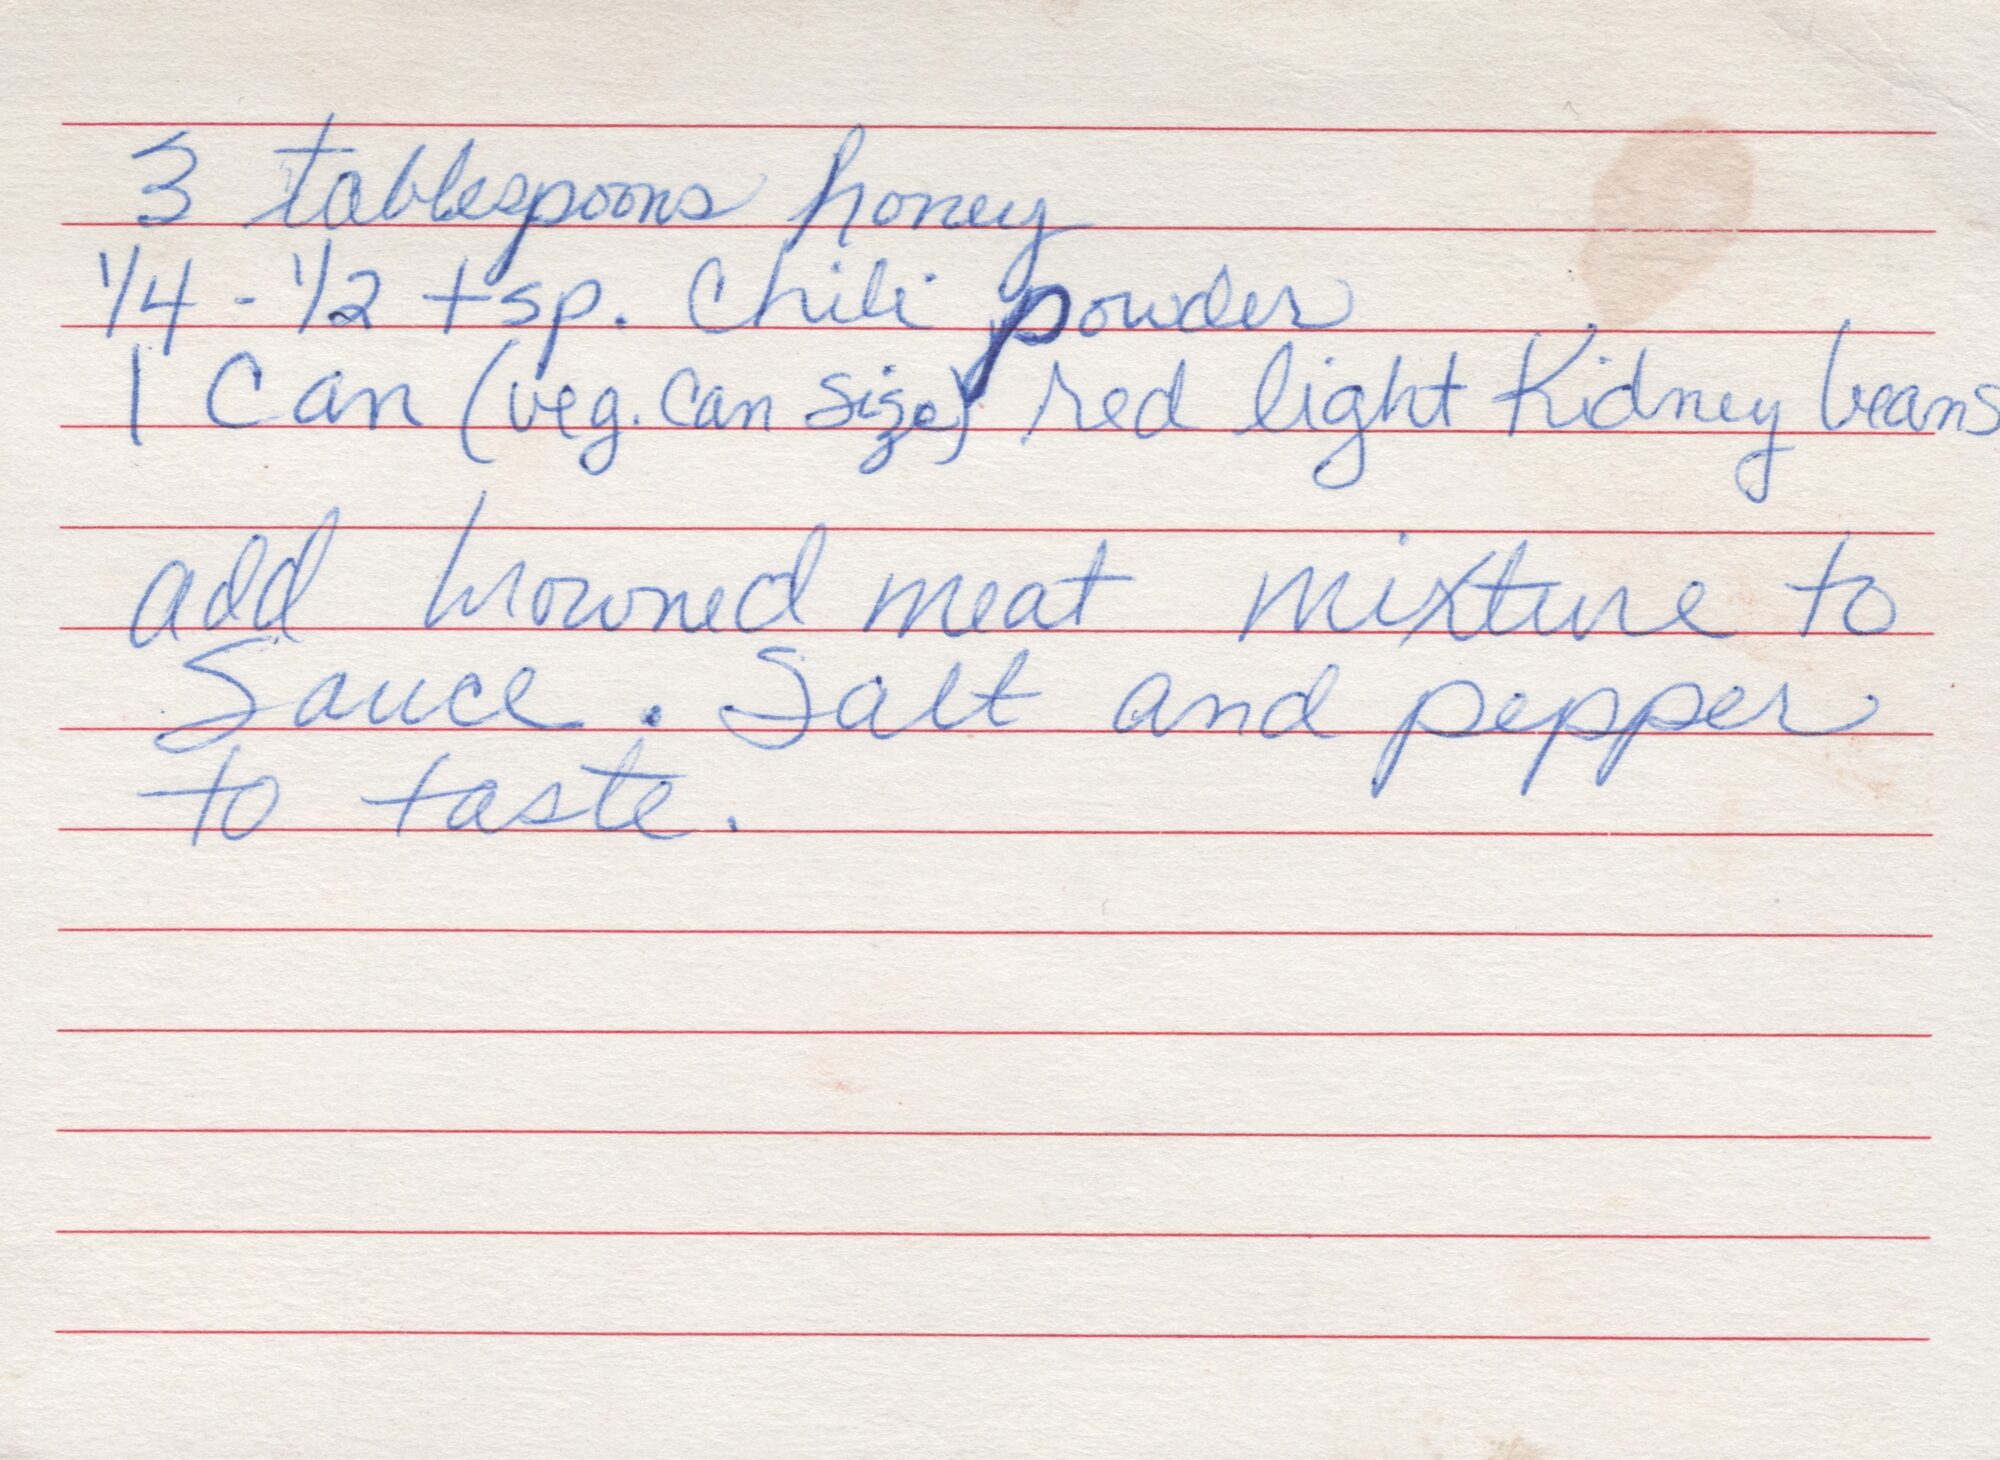 3 tablespoons honey
1/4 - 1/2 tsp. Chili powder
1 Can (veg. Can Size) red light Kidney beans
add browned meat mixture to
Sauce. Salt and pepper
to taste.